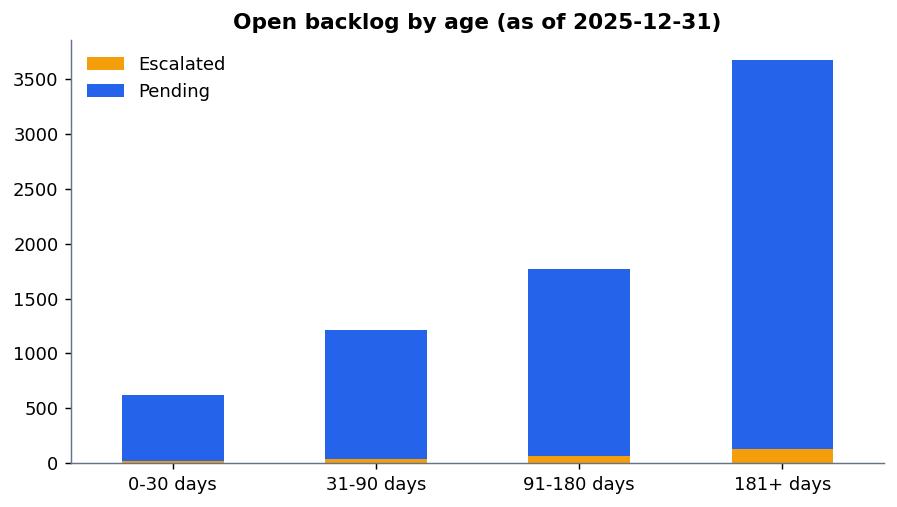 Open backlog by age (as of 2025-12-31)
Escalated
Pending
3500
3000
2500
2000
1500
1000
500
0
0-30 days
31-90 days
91-180 days
181+ days